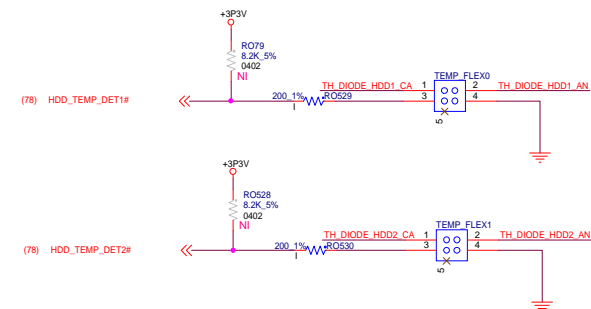 +3P3V
RO79
8.2K_5%
0402
NI
TEMP_FLEX0
TH_DIODE_HDD1_CA 1 2 TH_DIODE_HDD1_AN
(78) HDD_TEMP_DET1# 200_1% RO529 3 4
I
5
+3P3V
RO528
8.2K_5%
0402
NI
TEMP_FLEX1
TH_DIODE_HDD2_CA 1 2 TH_DIODE_HDD2_AN
(78) HDD_TEMP_DET2# 200_1% RO530 3 4
I
5